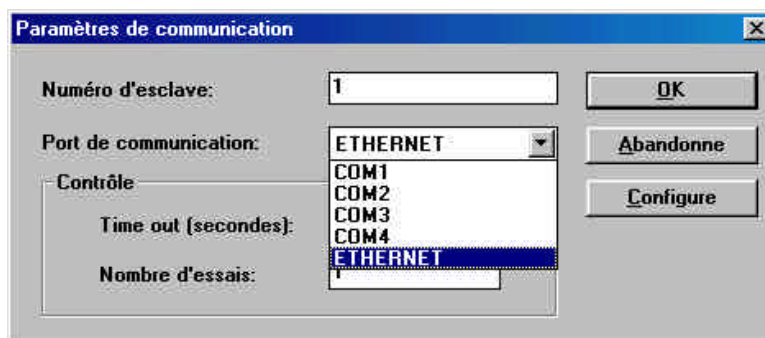 Paramètres de communication
Numéro d'esclave:
1
OK
Port de communication:
ETHERNET
Abandonne
COM1
COM2
COM3
COM4
ETHERNET
Contrôle
Configure
Time out (secondes):
Nombre d'essais: